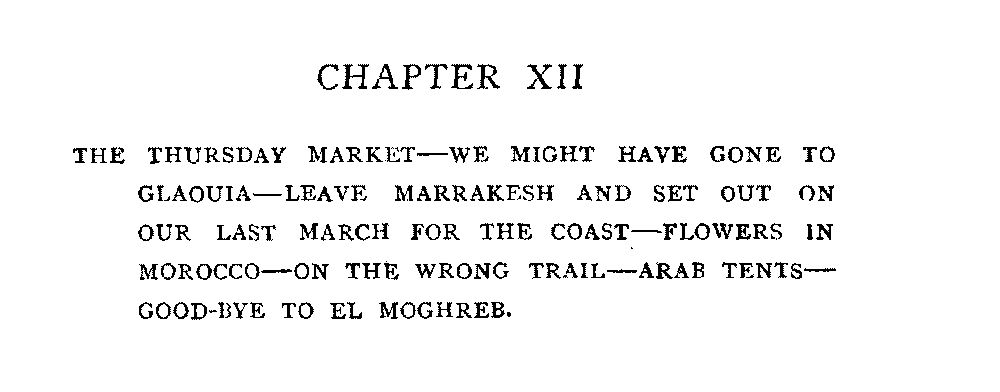 CHAPTER XII
THE THURSDAY MARKET—WE MIGHT HAVE GONE TO
GLAOUIA—LEAVE MARRAKESH AND SET OUT ON
OUR LAST MARCH FOR THE COAST—FLOWERS IN
MOROCCO—ON THE WRONG TRAIL—ARAB TENTS—
GOOD-BYE TO EL MOGHREB.